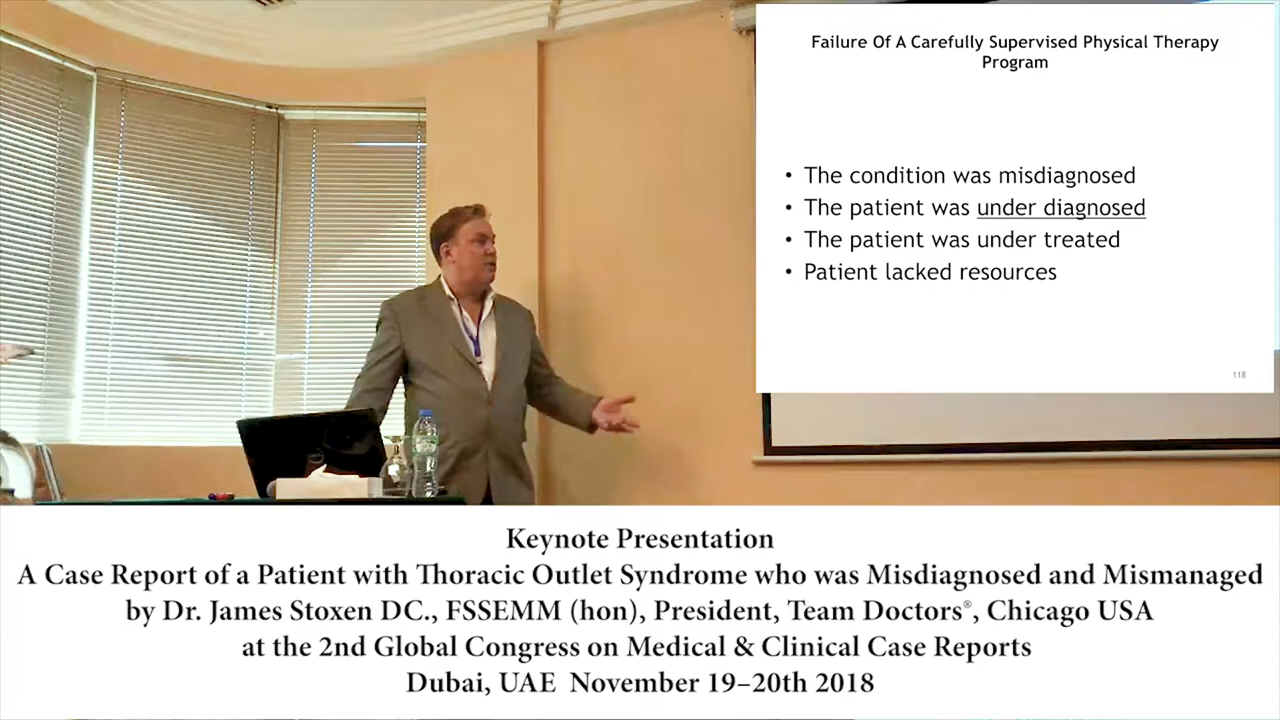 Failure Of A Carefully Supervised Physical Therapy
Program
• The condition was misdiagnosed
• The patient was under diagnosed
• The patient was under treated
• Patient lacked resources
118
Keynote Presentation
A Case Report of a Patient with Thoracic Outlet Syndrome who was Misdiagnosed and Mismanaged
by Dr. James Stoxen DC., FSSEMM (hon), President, Team Doctors®, Chicago USA
at the 2nd Global Congress on Medical & Clinical Case Reports
Dubai, UAE  November 19–20th 2018